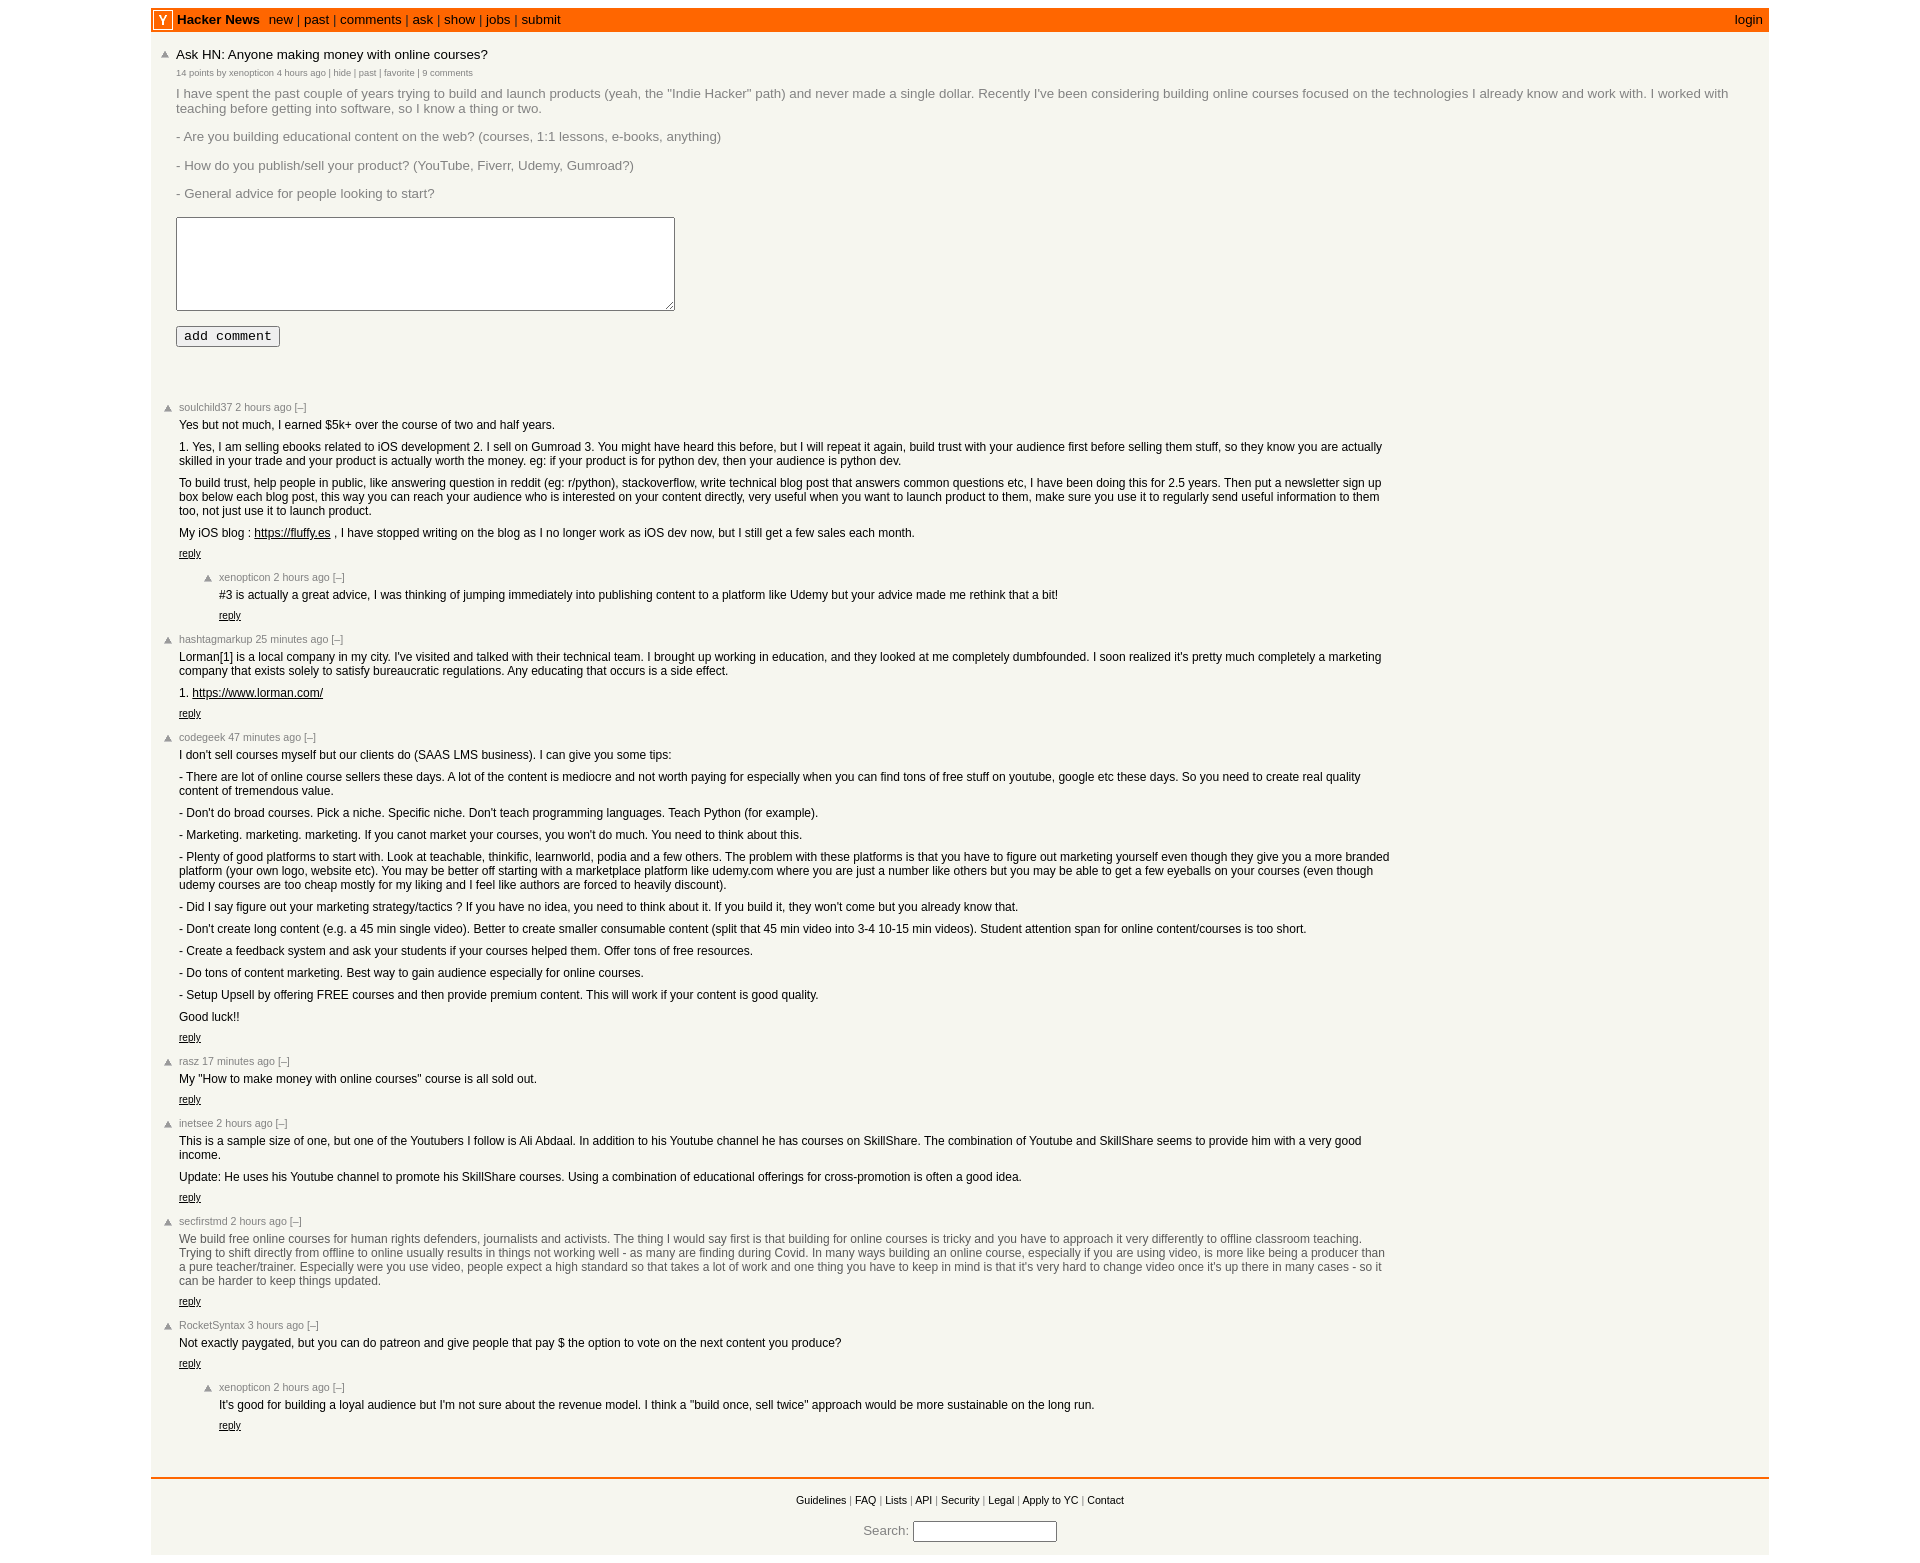 Y Hacker News new | past | comments | ask | show | jobs | submit login
Ask HN: Anyone making money with online courses?
14 points by xenopticon 4 hours ago | hide | past | favorite | 9 comments
I have spent the past couple of years trying to build and launch products (yeah, the "Indie Hacker" path) and never made a single dollar. Recently I've been considering building online courses focused on the technologies I already know and work with. I worked with
teaching before getting into software, so I know a thing or two.
- Are you building educational content on the web? (courses, 1:1 lessons, e-books, anything)
- How do you publish/sell your product? (YouTube, Fiverr, Udemy, Gumroad?)
- General advice for people looking to start?
add comment
soulchild37 2 hours ago [–]
Yes but not much, I earned $5k+ over the course of two and half years.
1. Yes, I am selling ebooks related to iOS development 2. I sell on Gumroad 3. You might have heard this before, but I will repeat it again, build trust with your audience first before selling them stuff, so they know you are actually
skilled in your trade and your product is actually worth the money. eg: if your product is for python dev, then your audience is python dev.
To build trust, help people in public, like answering question in reddit (eg: r/python), stackoverflow, write technical blog post that answers common questions etc, I have been doing this for 2.5 years. Then put a newsletter sign up
box below each blog post, this way you can reach your audience who is interested on your content directly, very useful when you want to launch product to them, make sure you use it to regularly send useful information to them
too, not just use it to launch product.
My iOS blog : https://fluffy.es , I have stopped writing on the blog as I no longer work as iOS dev now, but I still get a few sales each month.
reply
xenopticon 2 hours ago [–]
#3 is actually a great advice, I was thinking of jumping immediately into publishing content to a platform like Udemy but your advice made me rethink that a bit!
reply
hashtagmarkup 25 minutes ago [–]
Lorman[1] is a local company in my city. I've visited and talked with their technical team. I brought up working in education, and they looked at me completely dumbfounded. I soon realized it's pretty much completely a marketing
company that exists solely to satisfy bureaucratic regulations. Any educating that occurs is a side effect.
1. https://www.lorman.com/
reply
codegeek 47 minutes ago [–]
I don't sell courses myself but our clients do (SAAS LMS business). I can give you some tips:
- There are lot of online course sellers these days. A lot of the content is mediocre and not worth paying for especially when you can find tons of free stuff on youtube, google etc these days. So you need to create real quality
content of tremendous value.
- Don't do broad courses. Pick a niche. Specific niche. Don't teach programming languages. Teach Python (for example).
- Marketing. marketing. marketing. If you canot market your courses, you won't do much. You need to think about this.
- Plenty of good platforms to start with. Look at teachable, thinkific, learnworld, podia and a few others. The problem with these platforms is that you have to figure out marketing yourself even though they give you a more branded
platform (your own logo, website etc). You may be better off starting with a marketplace platform like udemy.com where you are just a number like others but you may be able to get a few eyeballs on your courses (even though
udemy courses are too cheap mostly for my liking and I feel like authors are forced to heavily discount).
- Did I say figure out your marketing strategy/tactics ? If you have no idea, you need to think about it. If you build it, they won't come but you already know that.
- Don't create long content (e.g. a 45 min single video). Better to create smaller consumable content (split that 45 min video into 3-4 10-15 min videos). Student attention span for online content/courses is too short.
- Create a feedback system and ask your students if your courses helped them. Offer tons of free resources.
- Do tons of content marketing. Best way to gain audience especially for online courses.
- Setup Upsell by offering FREE courses and then provide premium content. This will work if your content is good quality.
Good luck!!
reply
rasz 17 minutes ago [–]
My "How to make money with online courses" course is all sold out.
reply
inetsee 2 hours ago [–]
This is a sample size of one, but one of the Youtubers I follow is Ali Abdaal. In addition to his Youtube channel he has courses on SkillShare. The combination of Youtube and SkillShare seems to provide him with a very good
income.
Update: He uses his Youtube channel to promote his SkillShare courses. Using a combination of educational offerings for cross-promotion is often a good idea.
reply
secfirstmd 2 hours ago [–]
We build free online courses for human rights defenders, journalists and activists. The thing I would say first is that building for online courses is tricky and you have to approach it very differently to offline classroom teaching.
Trying to shift directly from offline to online usually results in things not working well - as many are finding during Covid. In many ways building an online course, especially if you are using video, is more like being a producer than
a pure teacher/trainer. Especially were you use video, people expect a high standard so that takes a lot of work and one thing you have to keep in mind is that it's very hard to change video once it's up there in many cases - so it
can be harder to keep things updated.
reply
RocketSyntax 3 hours ago [–]
Not exactly paygated, but you can do patreon and give people that pay $ the option to vote on the next content you produce?
reply
xenopticon 2 hours ago [–]
It's good for building a loyal audience but I'm not sure about the revenue model. I think a "build once, sell twice" approach would be more sustainable on the long run.
reply
Guidelines | FAQ | Lists | API | Security | Legal | Apply to YC | Contact
Search: